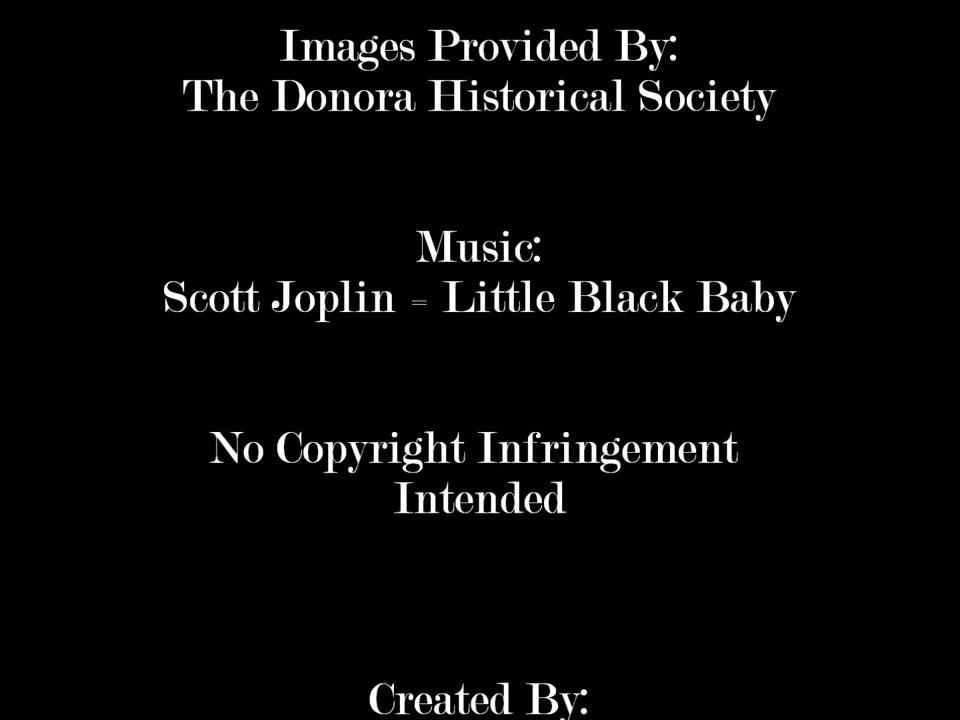 Images Provided By:
The Donora Historical Society
Music:
Scott Joplin = Little Black Baby
No Copyright Infringement
Intended
Created By: